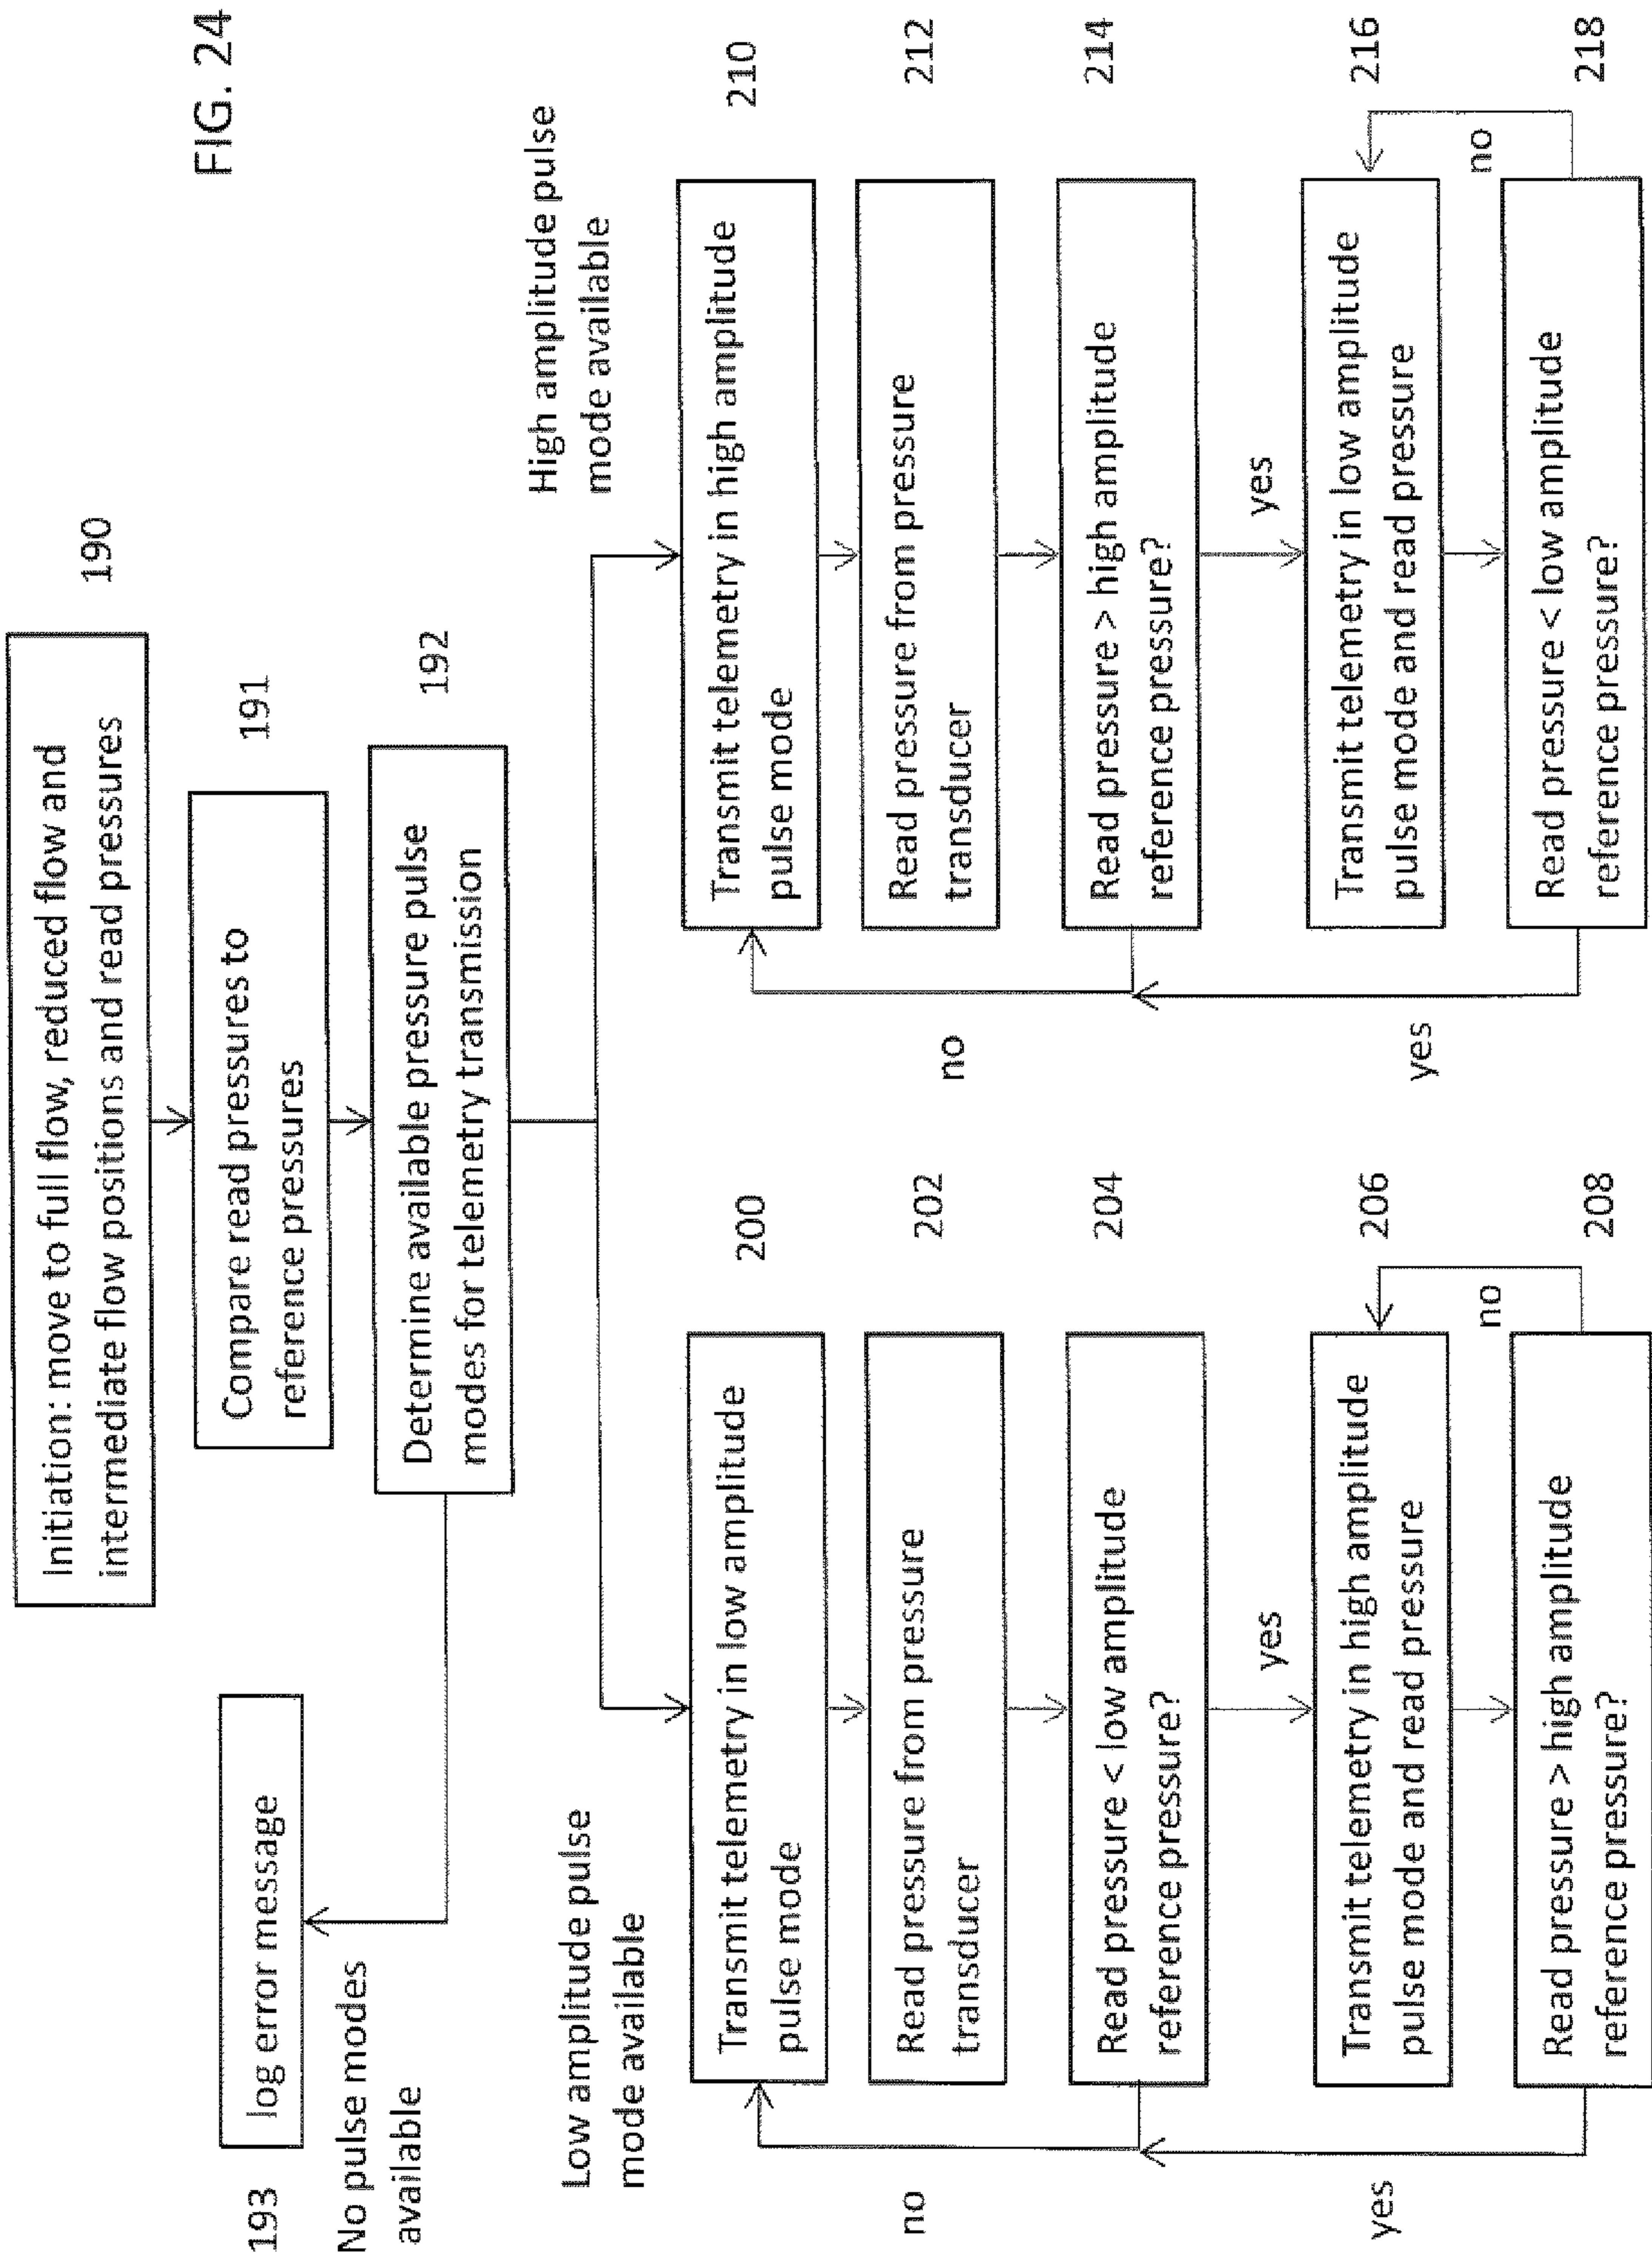 FIG. 24
Initiation: move to full flow, reduced flow and
intermediate flow positions and read pressures
190
Compare read pressures to
reference pressures
191
Determine available pressure pulse
modes for telemetry transmission
192
193
log error message
No pulse modes
available
Low amplitude pulse
mode available
Transmit telemetry in low amplitude
pulse mode
200
Read pressure from pressure
transducer
202
Read pressure < low amplitude
reference pressure?
204
no
yes
Transmit telemetry in high amplitude
pulse mode and read pressure
206
Read pressure > high amplitude
reference pressure?
208
no
yes
High amplitude pulse
mode available
Transmit telemetry in high amplitude
pulse mode
210
Read pressure from pressure
transducer
212
Read pressure > high amplitude
reference pressure?
214
no
yes
Transmit telemetry in low amplitude
pulse mode and read pressure
216
Read pressure < low amplitude
reference pressure?
218
no
yes